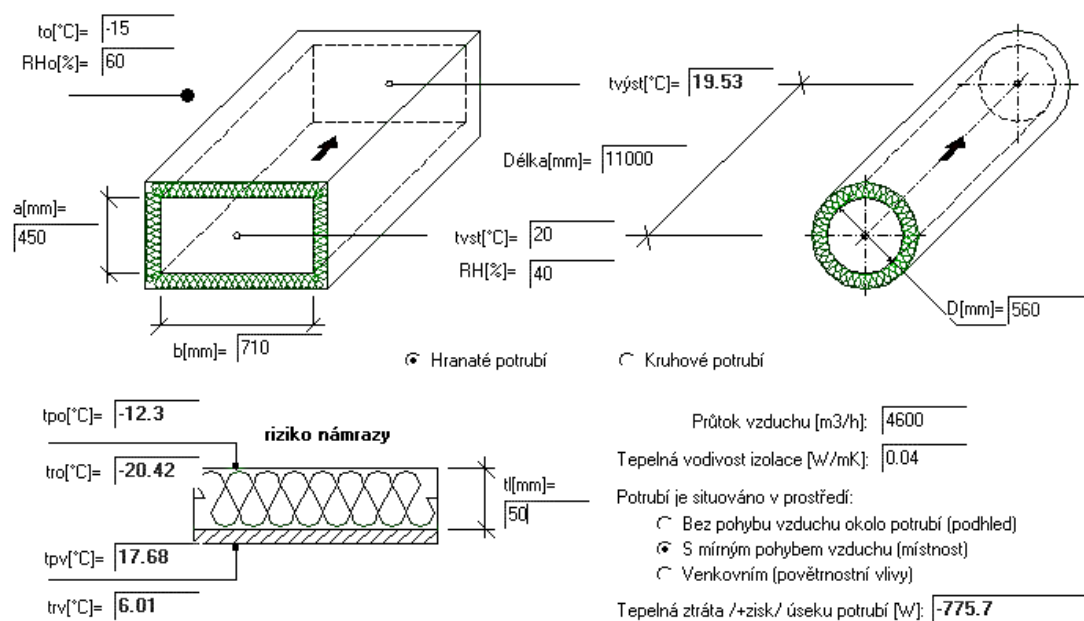 to[°C]= -15
RHo[%]= 60
tvýst[°C]= 19.53
Délka[mm]= 11000
a[mm]=
450
tvst[°C]= 20
RH[%]= 40
D[mm]= 560
b[mm]= 710
Hranaté potrubí
Kruhové potrubí
tpo[°C]= -12.3
riziko námrazy
tro[°C]= -20.42
tl[mm]=
50
tpv[°C]= 17.68
trv[°C]= 6.01
Průtok vzduchu [m3/h]: 4600
Tepelná vodivost izolace [W/mK]: 0.04
Potrubí je situováno v prostředí:
Bez pohybu vzduchu okolo potrubí (podhled)
S mírným pohybem vzduchu (místnost)
Venkovním (povětrnostní vlivy)
Tepelná ztráta /+zisk/ úseku potrubí [W]: -775.7